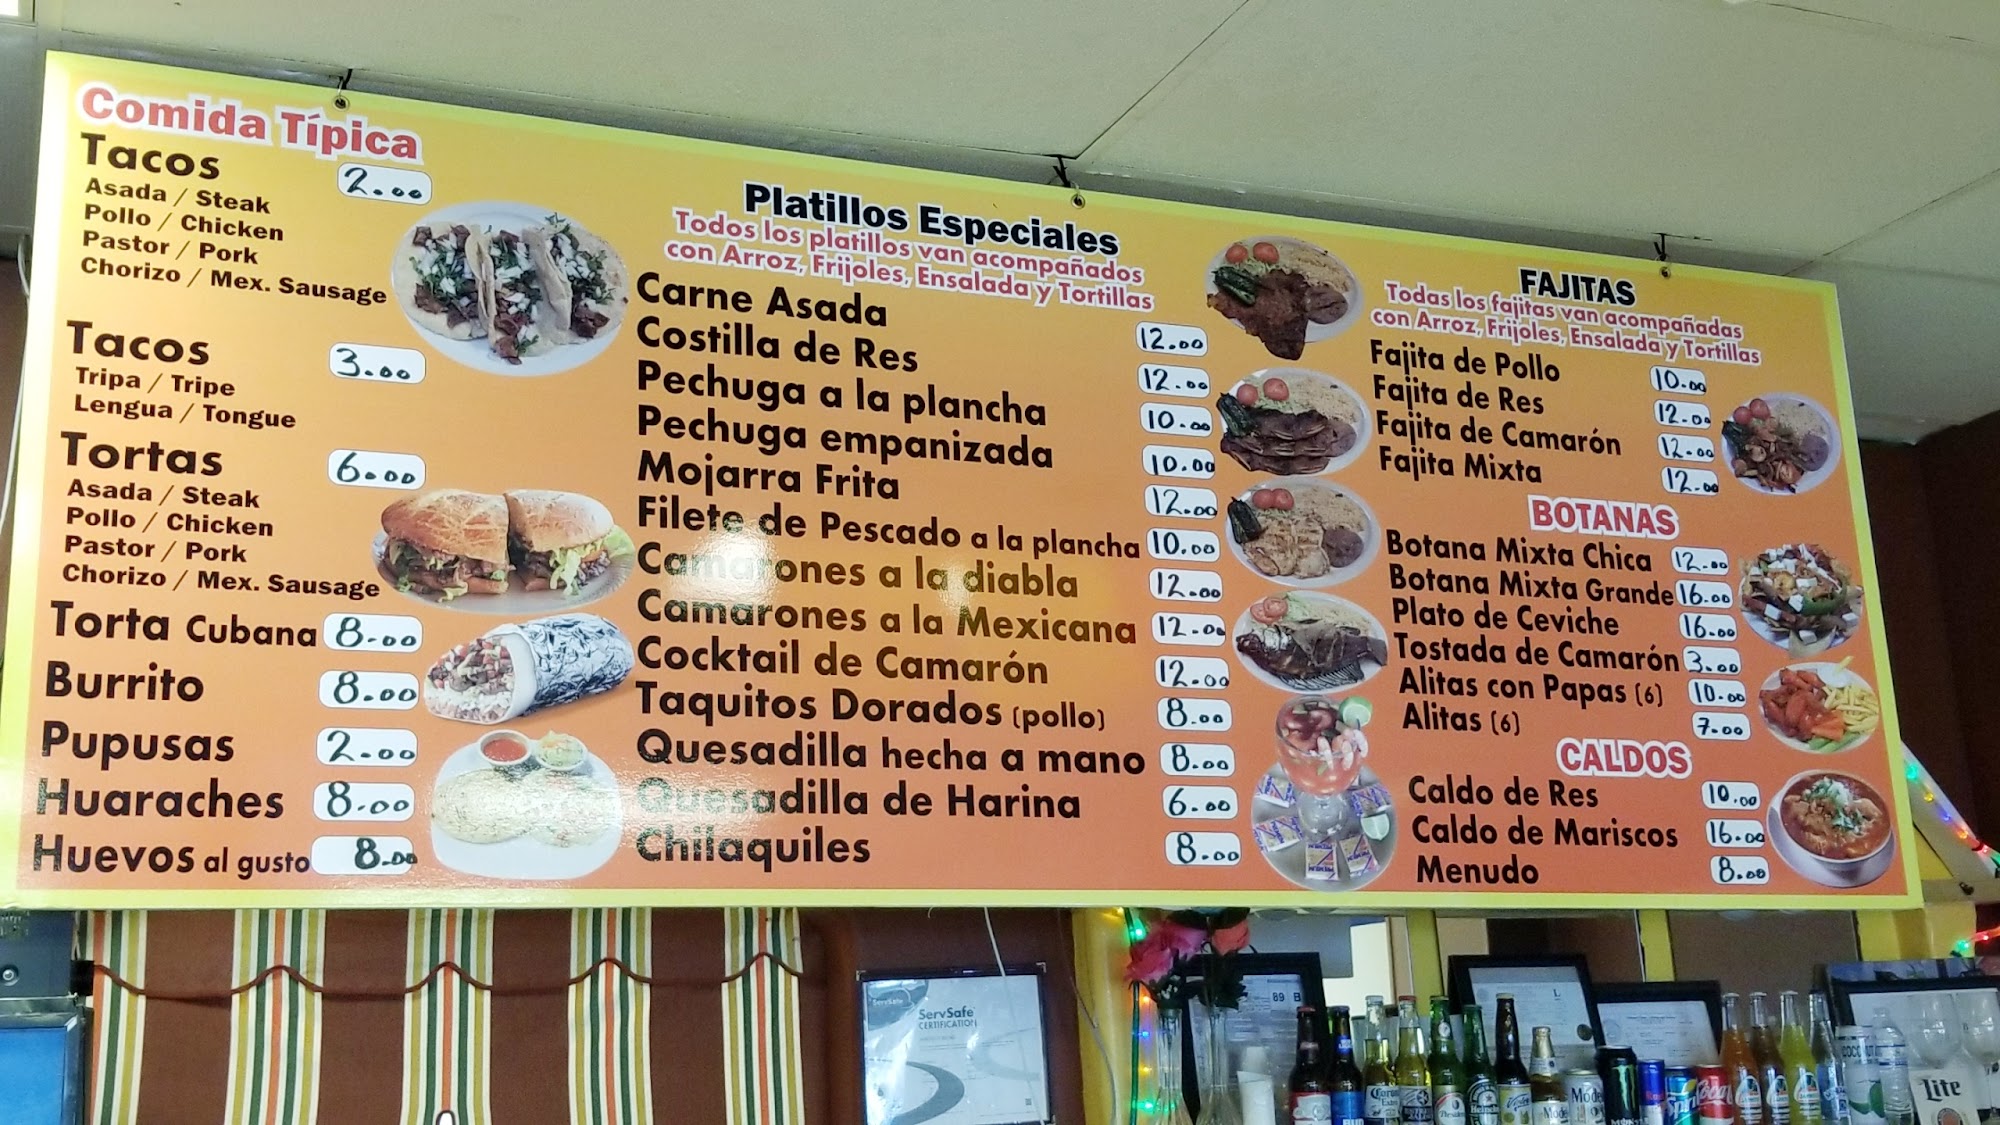 Comida Típica
Tacos 2.00
Asada / Steak
Pollo / Chicken
Pastor / Pork
Chorizo / Mex. Sausage
Tacos 3.00
Tripa / Tripe
Lengua / Tongue
Tortas 6.00
Asada / Steak
Pollo / Chicken
Pastor / Pork
Chorizo / Mex. Sausage
Torta Cubana 8.00
Burrito 8.00
Pupusas 2.00
Huaraches 8.00
Huevos al gusto 8.00
Platillos Especiales
Todos los platillos van acompañados
con Arroz, Frijoles, Ensalada y Tortillas
Carne Asada 12.00
Costilla de Res 12.00
Pechuga a la plancha 10.00
Pechuga empanizada 10.00
Mojarra Frita 12.00
Filete de Pescado a la plancha 10.00
Camarones a la diabla 12.00
Camarones a la Mexicana 12.00
Cocktail de Camarón 12.00
Taquitos Dorados (pollo) 8.00
Quesadilla hecha a mano 8.00
Quesadilla de Harina 6.00
Chilaquiles 8.00
FAJITAS
Todas los fajitas van acompañadas
con Arroz, Frijoles, Ensalada y Tortillas
Fajita de Pollo 10.00
Fajita de Res 12.00
Fajita de Camarón 12.00
Fajita Mixta 12.00
BOTANAS
Botana Mixta Chica 12.00
Botana Mixta Grande 16.00
Plato de Ceviche 16.00
Tostada de Camarón 3.00
Alitas con Papas (6) 10.00
Alitas (6) 7.00
CALDOS
Caldo de Res 10.00
Caldo de Mariscos 16.00
Menudo 8.00
ServSafe
ServSafe
CERTIFICATION
89 B
Corona
Extra
Heineken
Lite